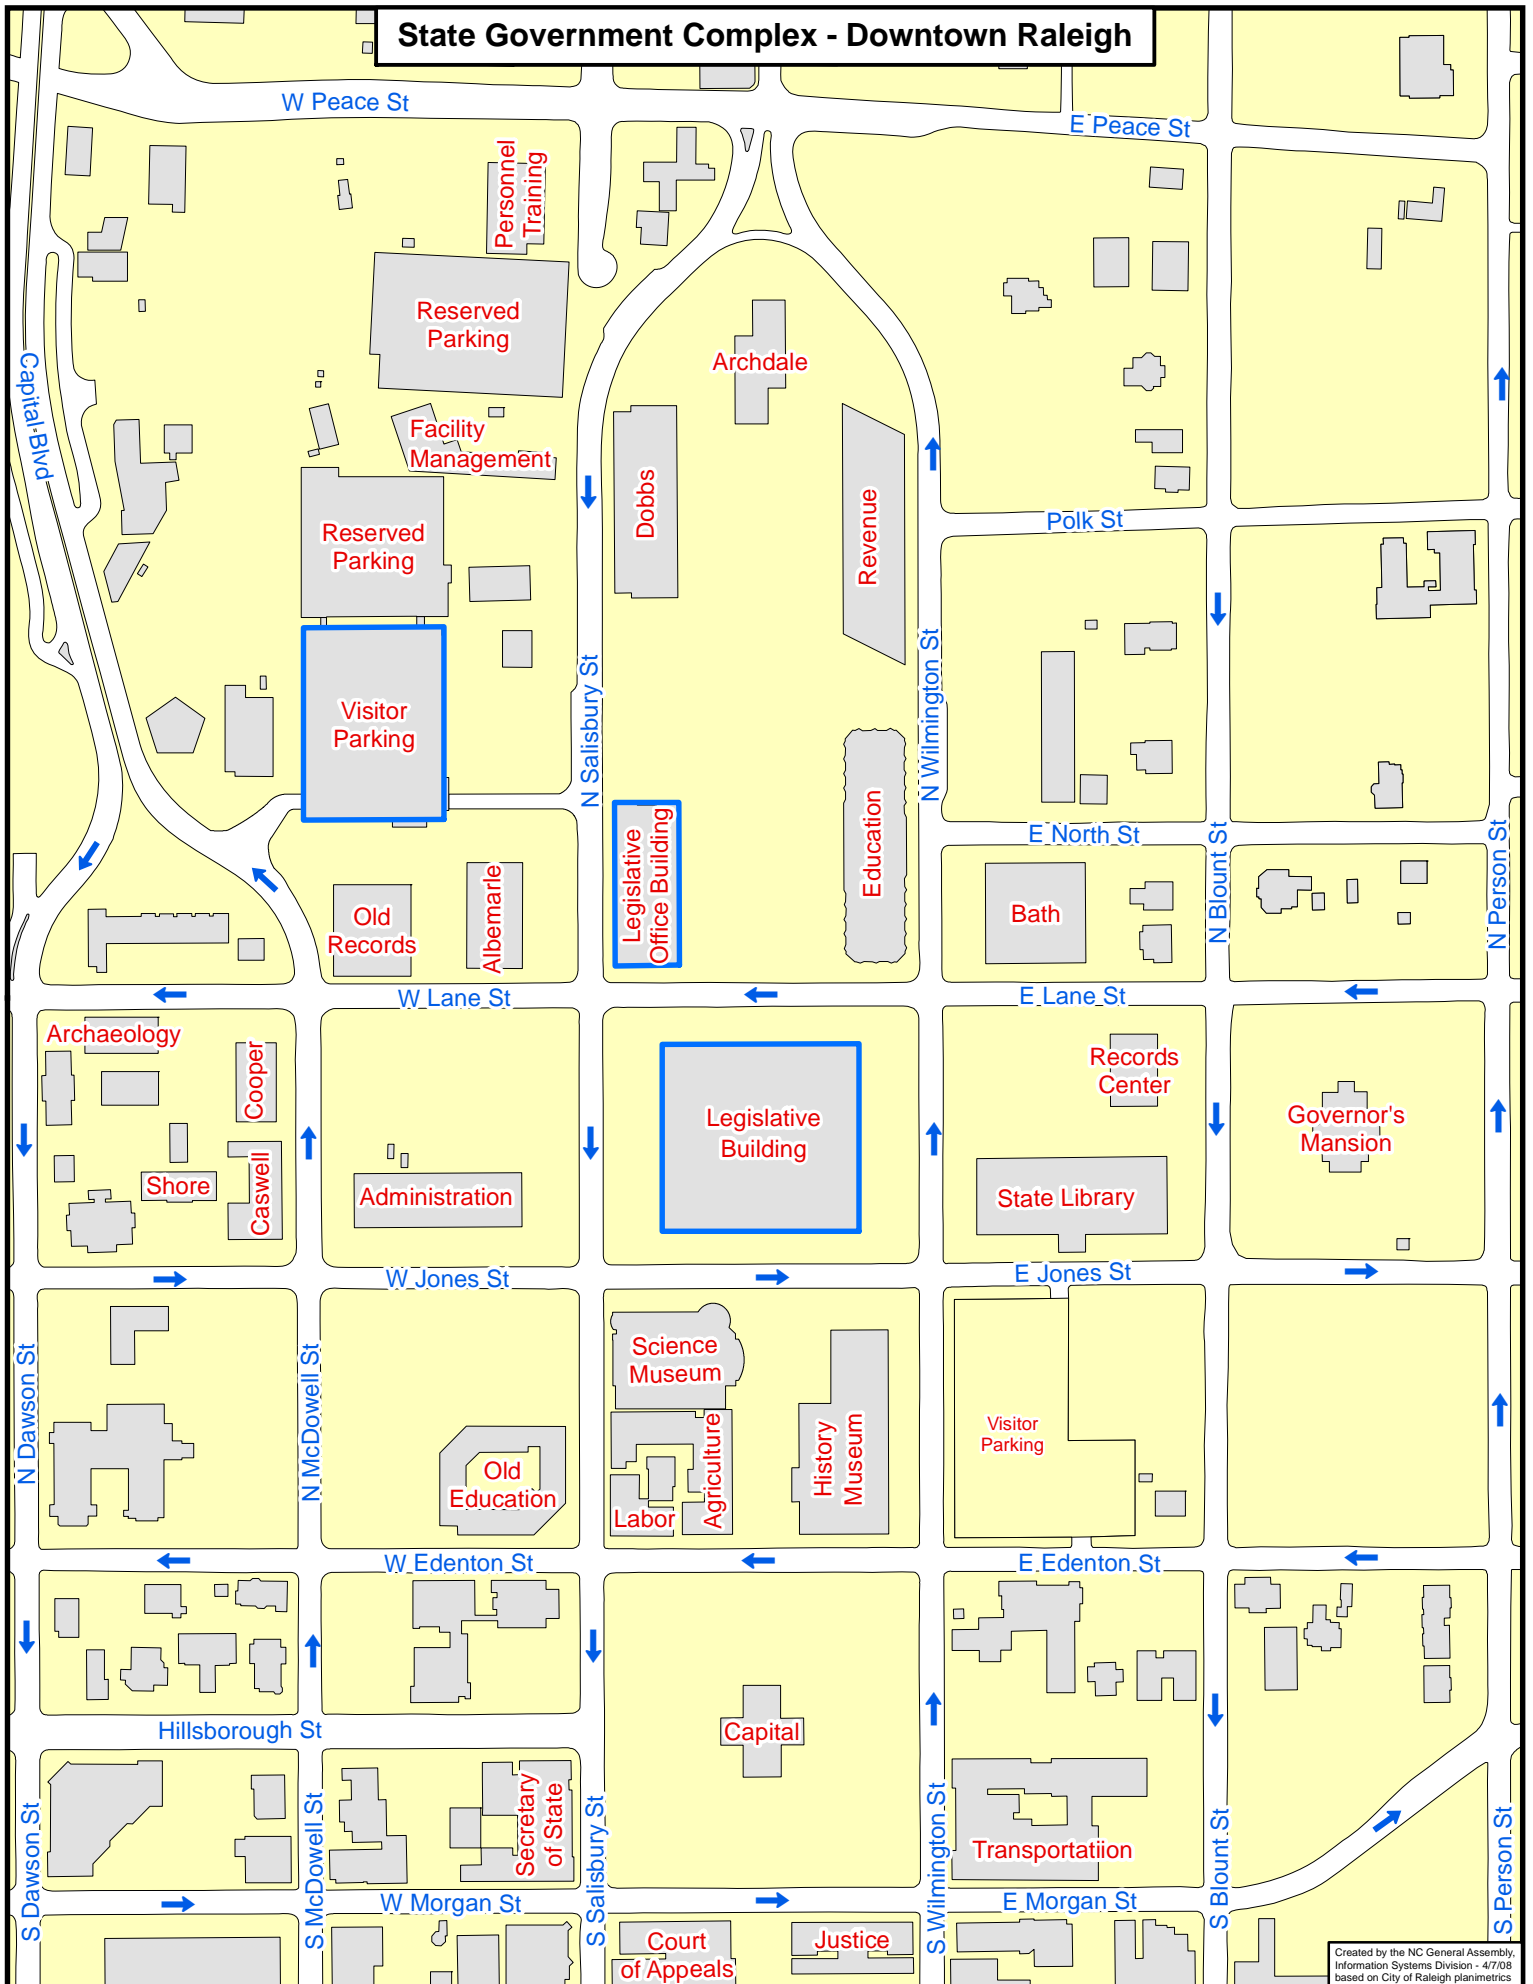 State Government Complex - Downtown Raleigh
W Peace St
E Peace St
Personnel
Training
Reserved
Parking
Archdale
Capital Blvd
Facility
Management
Dobbs
Revenue
Polk St
Reserved
Parking
Visitor
Parking
N Salisbury St
N Wilmington St
Legislative
Office Building
Education
E North St
N Blount St
N Person St
Old
Records
Albemarle
Bath
W Lane St
E Lane St
Archaeology
Cooper
Records
Center
Legislative
Building
Governor's
Mansion
Shore
Caswell
Administration
State Library
W Jones St
E Jones St
N Dawson St
N McDowell St
Science
Museum
Agriculture
History
Museum
Visitor
Parking
Old
Education
Labor
W Edenton St
E Edenton St
Hillsborough St
Capital
Secretary
of State
S Dawson St
S McDowell St
S Salisbury St
S Wilmington St
Transportatiion
S Blount St
S Person St
W Morgan St
E Morgan St
Court
of Appeals
Justice
Created by the NC General Assembly,
Information Systems Division - 4/7/08
based on City of Raleigh planimetrics